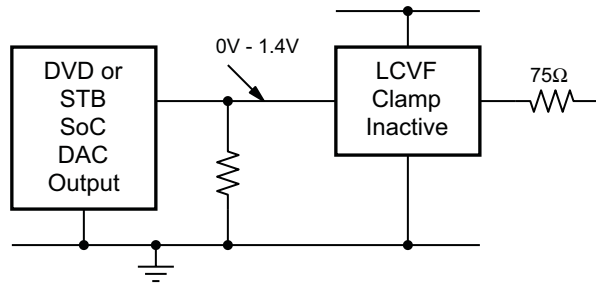 DVD or
STB
SoC
DAC
Output
0V - 1.4V
LCVF
Clamp
Inactive
75Ω